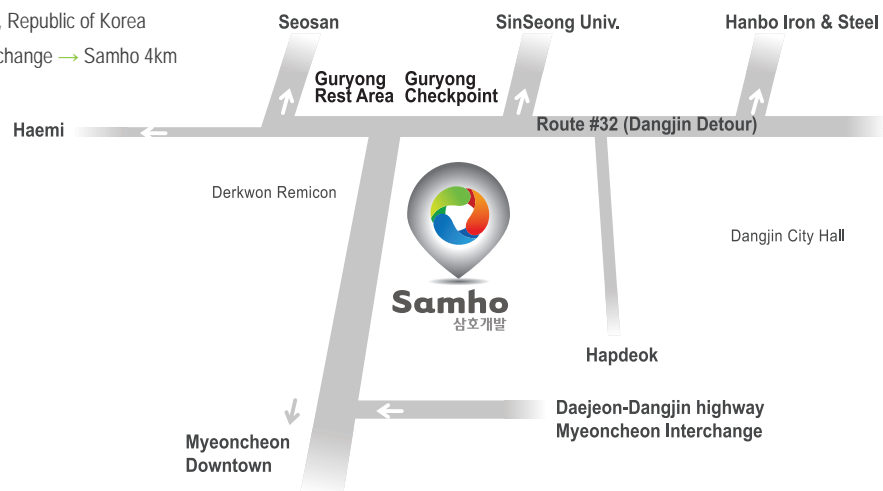 , Republic of Korea
change → Samho 4km
Seosan
SinSeong Univ.
Hanbo Iron & Steel
Guryong
Rest Area
Guryong
Checkpoint
Haemi
Route #32 (Dangjin Detour)
Derkwon Remicon
Dangjin City Hall
Samho
삼호개발
Hapdeok
Daejeon-Dangjin highway
Myeoncheon Interchange
Myeoncheon
Downtown